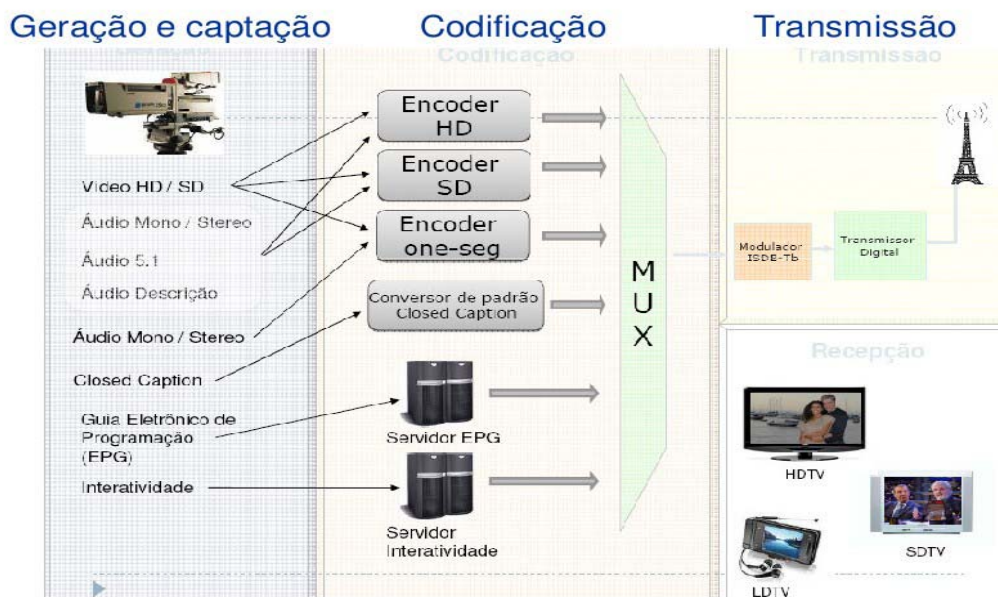 Geração e captação
Codificação
Transmissão
Codificação
Transmissão
Encoder
HD
Encoder
SD
Encoder
one-seg
Conversor de padrão
Closed Caption
Servidor EPG
Servidor
Interatividade
Vídeo HD / SD
Áudio Mono / Stereo
Áudio 5.1
Áudio Descrição
Áudio Mono / Stereo
Closed Caption
Guia Eletrônico de
Programação
(EPG)
Interatividade
M
U
X
Modulador
ISDB-Tb
Transmissor
Digital
Recepção
HDTV
SDTV
LDTV